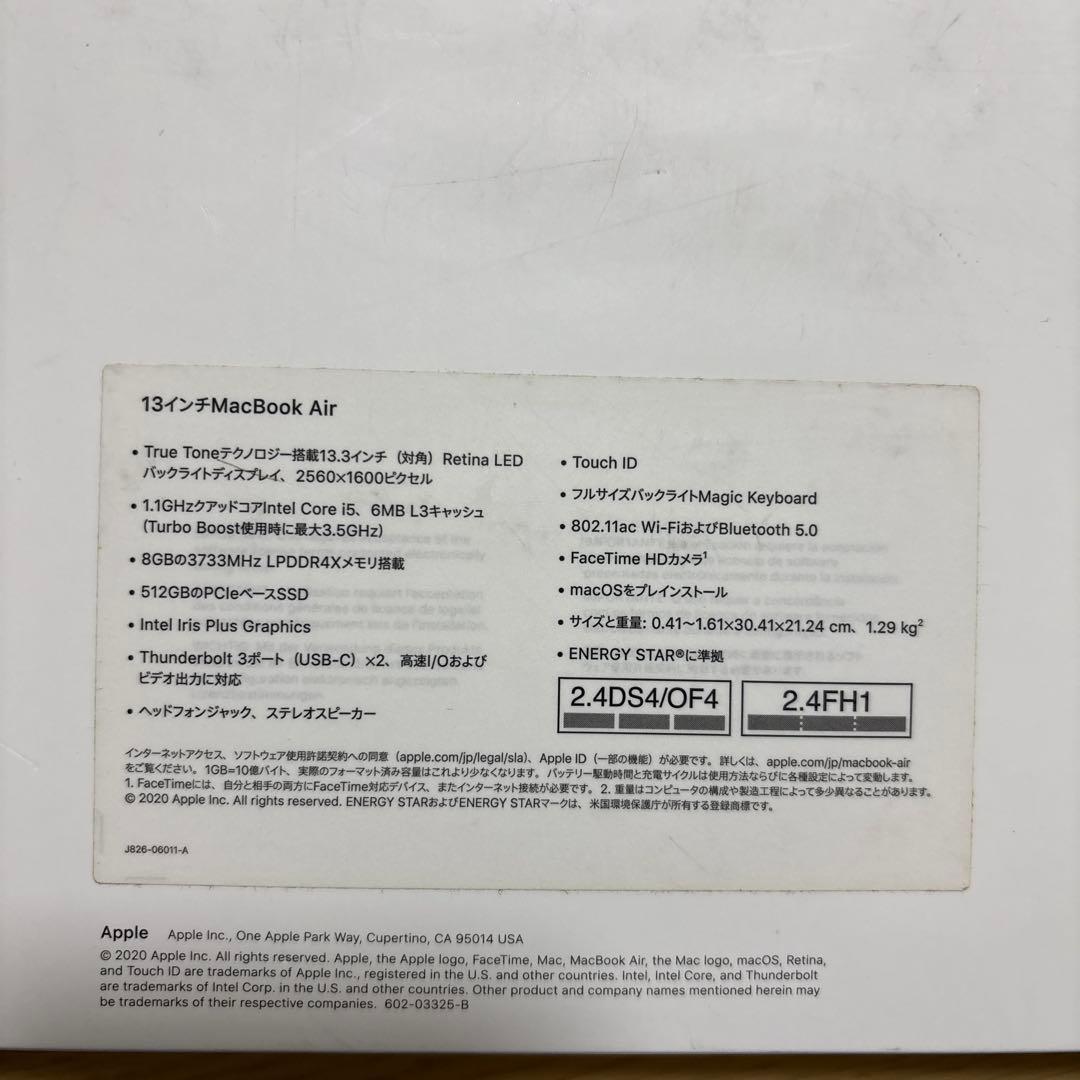 13インチMacBook Air
• True Toneテクノロジー搭載13.3インチ（対角）Retina LED
バックライトディスプレイ、2560×1600ピクセル
• 1.1GHzクアッドコアIntel Core i5、6MB L3キャッシュ
（Turbo Boost使用時に最大3.5GHz）
• 8GBの3733MHz LPDDR4Xメモリ搭載
• 512GBのPCIeベースSSD
• Intel Iris Plus Graphics
• Thunderbolt 3ポート（USB-C）×2、高速I/Oおよび
ビデオ出力に対応
• ヘッドフォンジャック、ステレオスピーカー
• Touch ID
• フルサイズバックライトMagic Keyboard
• 802.11ac Wi-FiおよびBluetooth 5.0
• FaceTime HDカメラ¹
• macOSをプレインストール
• サイズと重量: 0.41〜1.61×30.41×21.24 cm、1.29 kg²
• ENERGY STAR®に準拠
2.4DS4/OF4
2.4FH1
インターネットアクセス、ソフトウェア使用許諾契約への同意（apple.com/jp/legal/sla）、Apple ID（一部の機能）が必要です。詳しくは、apple.com/jp/macbook-air
をご覧ください。1GB=10億バイト、実際のフォーマット済み容量はこれより少なくなります。バッテリー駆動時間と充電サイクルは使用方法ならびに各種設定によって変動します。
1. FaceTimeには、自分と相手の両方にFaceTime対応デバイス、またインターネット接続が必要です。2. 重量はコンピュータの構成や製造工程によって多少異なることがあります。
© 2020 Apple Inc. All rights reserved. ENERGY STARおよびENERGY STARマークは、米国環境保護庁が所有する登録商標です。
J826-06011-A
Apple Apple Inc., One Apple Park Way, Cupertino, CA 95014 USA
© 2020 Apple Inc. All rights reserved. Apple, the Apple logo, FaceTime, Mac, MacBook Air, the Mac logo, macOS, Retina,
and Touch ID are trademarks of Apple Inc., registered in the U.S. and other countries. Intel, Intel Core, and Thunderbolt
are trademarks of Intel Corp. in the U.S. and other countries. Other product and company names mentioned herein may
be trademarks of their respective companies. 602-03325-B